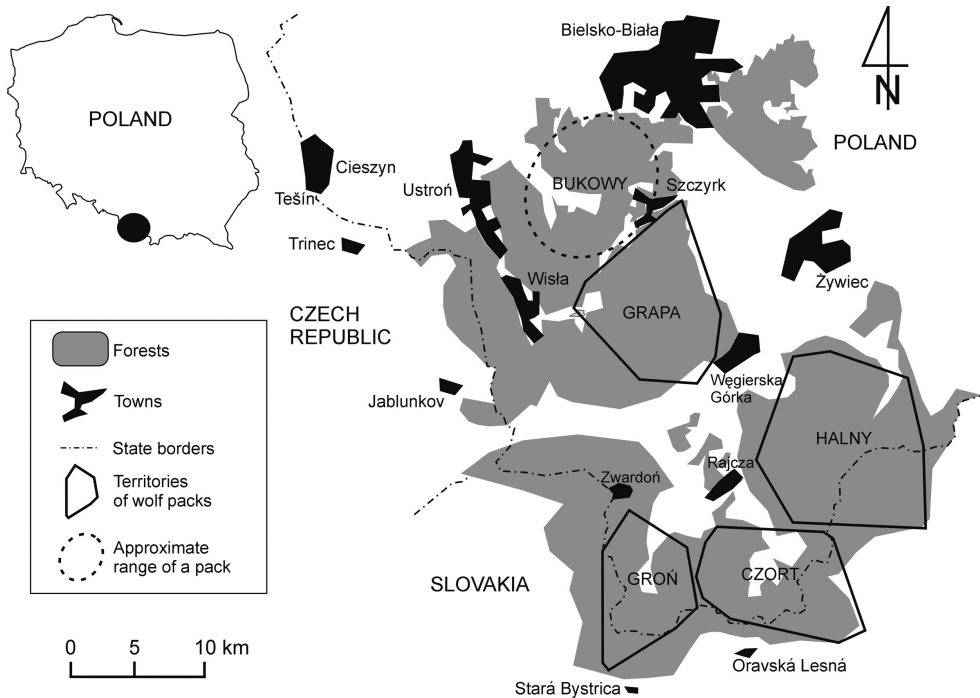 POLAND
Bielsko-Biała
N
POLAND
Cieszyn
Tešín
Ustroń
BUKOWY
Szczyrk
Trinec
CZECH
REPUBLIC
Wisła
GRAPA
Żywiec
Węgierska
Górka
Jablunkov
HALNY
Zwardoń
Rajcza
SLOVAKIA
GROŃ
CZORT
Oravská Lesná
Stará Bystrica
Forests
Towns
State borders
Territories
of wolf packs
Approximate
range of a pack
0 5 10 km